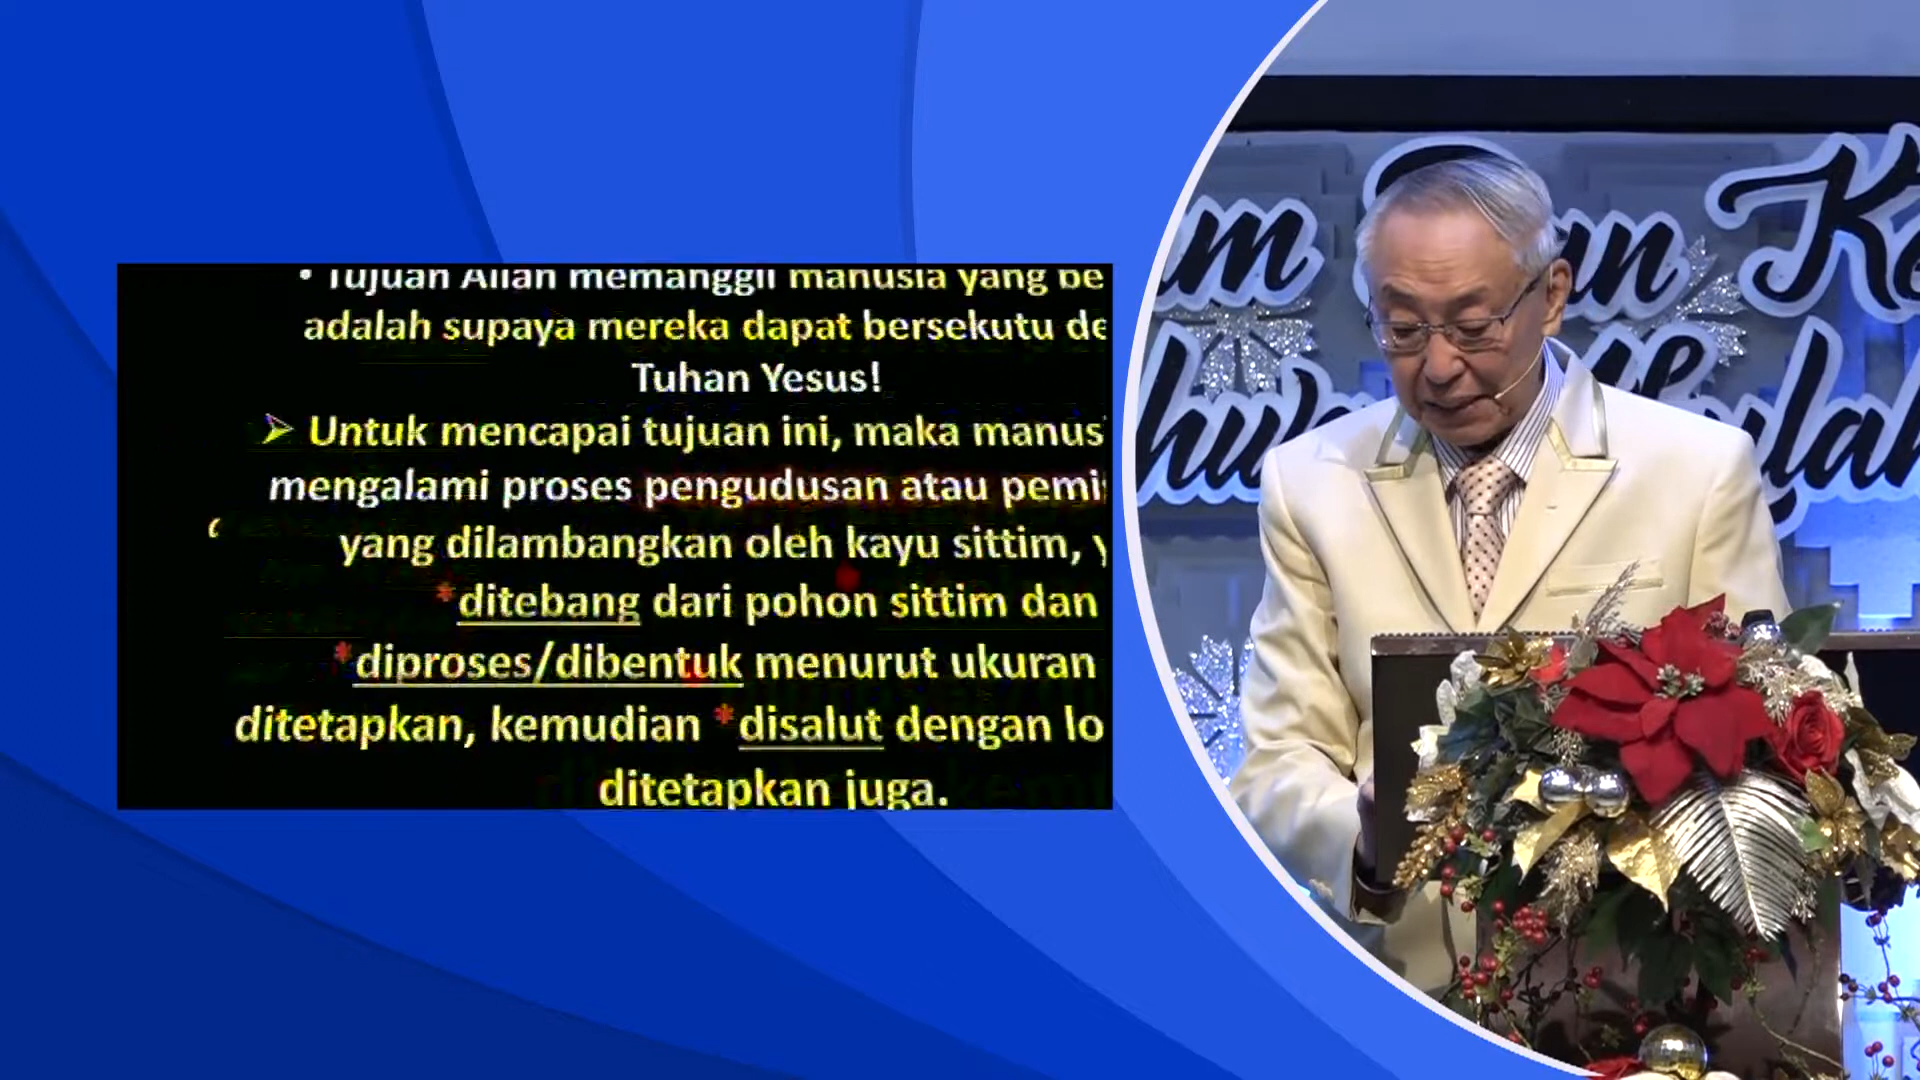 • Tujuan Allah memanggil manusia yang be
adalah supaya mereka dapat bersekutu de
Tuhan Yesus!
➢ Untuk mencapai tujuan ini, maka manus
mengalami proses pengudusan atau pemi
yang dilambangkan oleh kayu sittim, y
*ditebang dari pohon sittim dan
*diproses/dibentuk menurut ukuran
ditetapkan, kemudian *disalut dengan lo
ditetapkan juga.